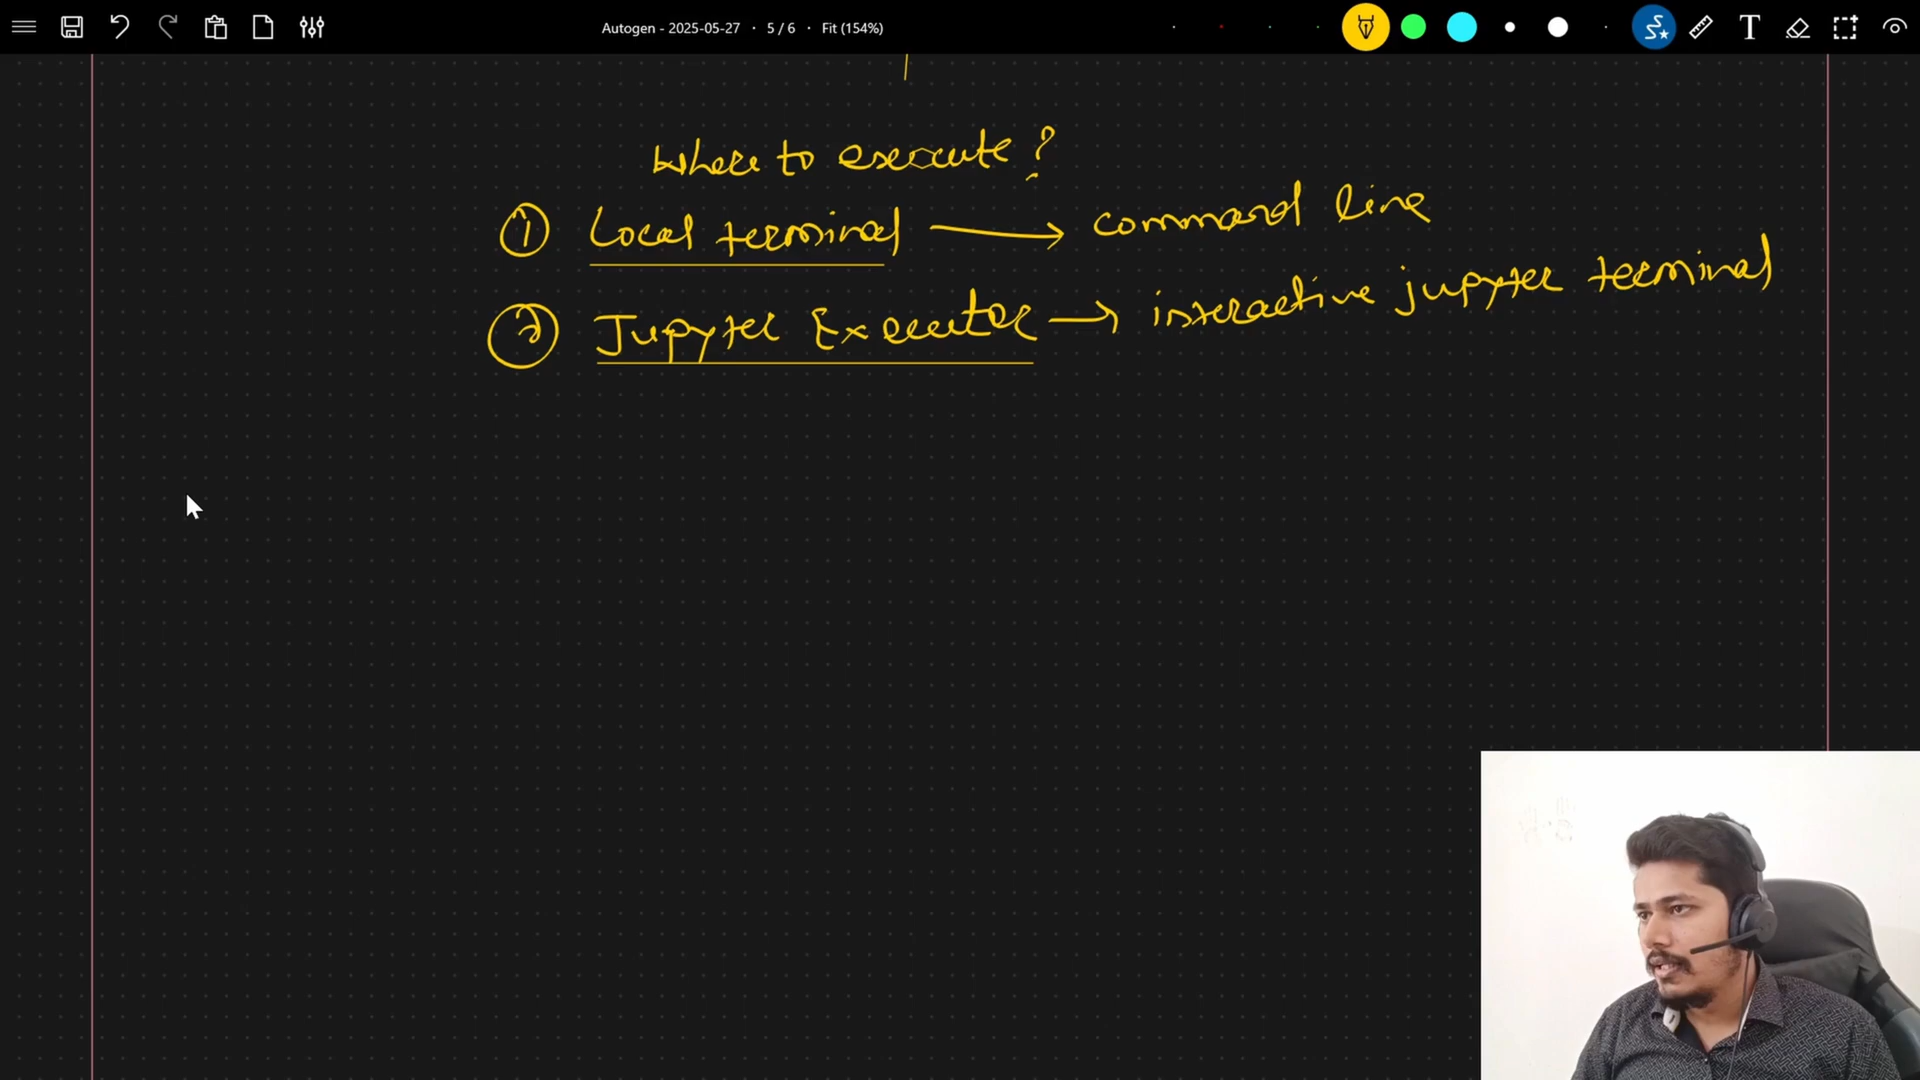 Autogen - 2025-05-27 · 5 / 6 · Fit (154%)
Where to execute?
① Local terminal → command line
② Jupyter Executor → interactive jupyter terminal